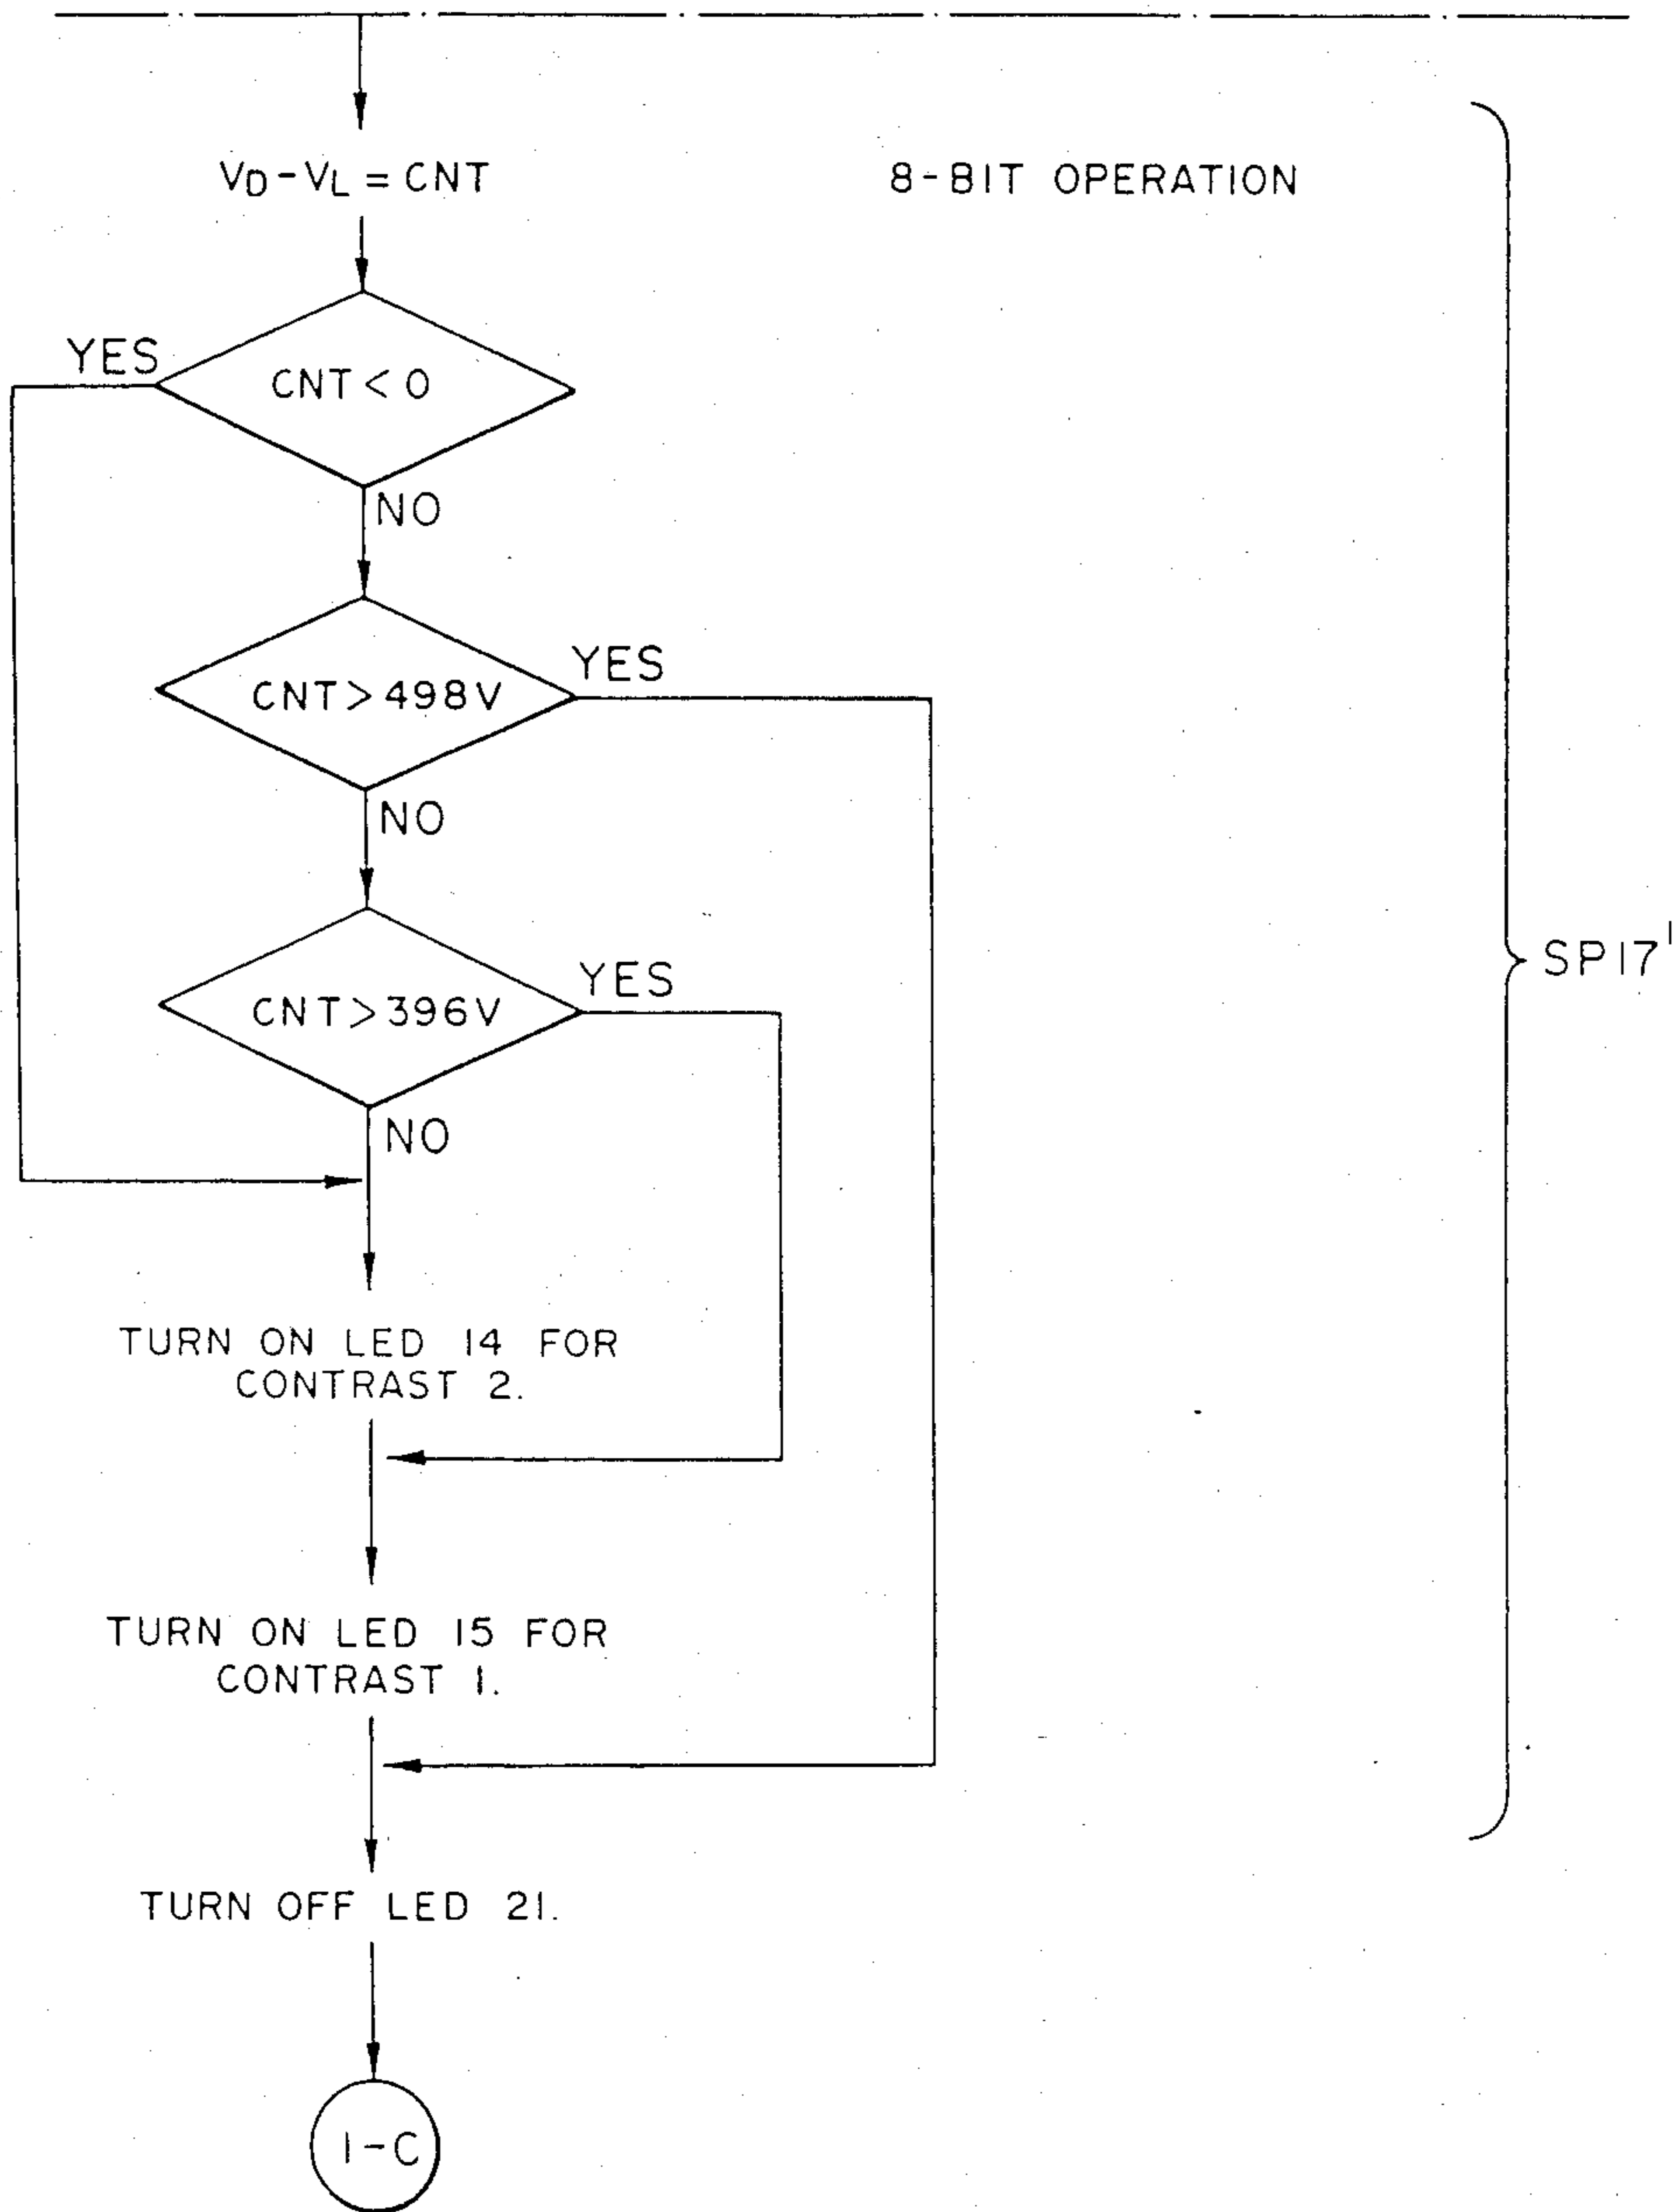 VD-VL = CNT
8-BIT OPERATION
YES
CNT < 0
NO
YES
CNT > 498V
NO
YES
CNT > 396V
SP17'
NO
TURN ON LED 14 FOR
CONTRAST 2.
TURN ON LED 15 FOR
CONTRAST 1.
TURN OFF LED 21.
1-C